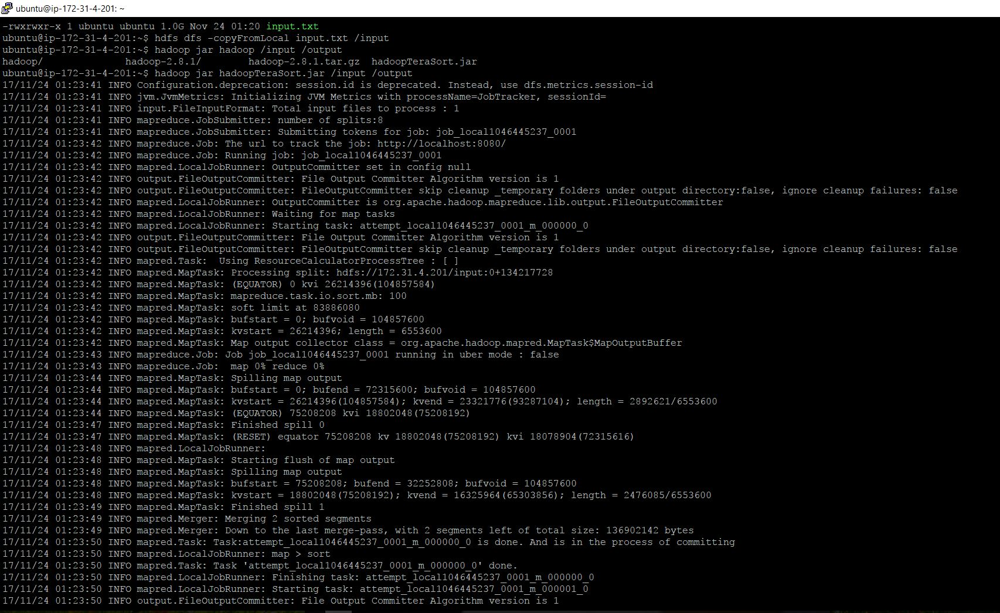 ubuntu@ip-172-31-4-201: ~
-rwxrwxr-x 1 ubuntu ubuntu 1.0G Nov 24 01:20 input.txt
ubuntu@ip-172-31-4-201:~$ hdfs dfs -copyFromLocal input.txt /input
ubuntu@ip-172-31-4-201:~$ hadoop jar hadoop /input /output
hadoop/              hadoop-2.8.1/        hadoop-2.8.1.tar.gz  hadoopTeraSort.jar
ubuntu@ip-172-31-4-201:~$ hadoop jar hadoopTeraSort.jar /input /output
17/11/24 01:23:41 INFO Configuration.deprecation: session.id is deprecated. Instead, use dfs.metrics.session-id
17/11/24 01:23:41 INFO jvm.JvmMetrics: Initializing JVM Metrics with processName=JobTracker, sessionId=
17/11/24 01:23:41 INFO input.FileInputFormat: Total input files to process : 1
17/11/24 01:23:41 INFO mapreduce.JobSubmitter: number of splits:8
17/11/24 01:23:41 INFO mapreduce.JobSubmitter: Submitting tokens for job: job_local1046445237_0001
17/11/24 01:23:42 INFO mapreduce.Job: The url to track the job: http://localhost:8080/
17/11/24 01:23:42 INFO mapreduce.Job: Running job: job_local1046445237_0001
17/11/24 01:23:42 INFO mapred.LocalJobRunner: OutputCommitter set in config null
17/11/24 01:23:42 INFO output.FileOutputCommitter: File Output Committer Algorithm version is 1
17/11/24 01:23:42 INFO output.FileOutputCommitter: FileOutputCommitter skip cleanup _temporary folders under output directory:false, ignore cleanup failures: false
17/11/24 01:23:42 INFO mapred.LocalJobRunner: OutputCommitter is org.apache.hadoop.mapreduce.lib.output.FileOutputCommitter
17/11/24 01:23:42 INFO mapred.LocalJobRunner: Waiting for map tasks
17/11/24 01:23:42 INFO mapred.LocalJobRunner: Starting task: attempt_local1046445237_0001_m_000000_0
17/11/24 01:23:42 INFO output.FileOutputCommitter: File Output Committer Algorithm version is 1
17/11/24 01:23:42 INFO output.FileOutputCommitter: FileOutputCommitter skip cleanup _temporary folders under output directory:false, ignore cleanup failures: false
17/11/24 01:23:42 INFO mapred.Task:  Using ResourceCalculatorProcessTree : [ ]
17/11/24 01:23:42 INFO mapred.MapTask: Processing split: hdfs://172.31.4.201/input:0+134217728
17/11/24 01:23:42 INFO mapred.MapTask: (EQUATOR) 0 kvi 26214396(104857584)
17/11/24 01:23:42 INFO mapred.MapTask: mapreduce.task.io.sort.mb: 100
17/11/24 01:23:42 INFO mapred.MapTask: soft limit at 83886080
17/11/24 01:23:42 INFO mapred.MapTask: bufstart = 0; bufvoid = 104857600
17/11/24 01:23:42 INFO mapred.MapTask: kvstart = 26214396; length = 6553600
17/11/24 01:23:42 INFO mapred.MapTask: Map output collector class = org.apache.hadoop.mapred.MapTask$MapOutputBuffer
17/11/24 01:23:43 INFO mapreduce.Job: Job job_local1046445237_0001 running in uber mode : false
17/11/24 01:23:43 INFO mapreduce.Job:  map 0% reduce 0%
17/11/24 01:23:44 INFO mapred.MapTask: Spilling map output
17/11/24 01:23:44 INFO mapred.MapTask: bufstart = 0; bufend = 72315600; bufvoid = 104857600
17/11/24 01:23:44 INFO mapred.MapTask: kvstart = 26214396(104857584); kvend = 23321776(93287104); length = 2892621/6553600
17/11/24 01:23:44 INFO mapred.MapTask: (EQUATOR) 75208208 kvi 18802048(75208192)
17/11/24 01:23:47 INFO mapred.MapTask: Finished spill 0
17/11/24 01:23:47 INFO mapred.MapTask: (RESET) equator 75208208 kv 18802048(75208192) kvi 18078904(72315616)
17/11/24 01:23:48 INFO mapred.LocalJobRunner:
17/11/24 01:23:48 INFO mapred.MapTask: Starting flush of map output
17/11/24 01:23:48 INFO mapred.MapTask: Spilling map output
17/11/24 01:23:48 INFO mapred.MapTask: bufstart = 75208208; bufend = 32252808; bufvoid = 104857600
17/11/24 01:23:48 INFO mapred.MapTask: kvstart = 18802048(75208192); kvend = 16325964(65303856); length = 2476085/6553600
17/11/24 01:23:49 INFO mapred.MapTask: Finished spill 1
17/11/24 01:23:49 INFO mapred.Merger: Merging 2 sorted segments
17/11/24 01:23:49 INFO mapred.Merger: Down to the last merge-pass, with 2 segments left of total size: 136902142 bytes
17/11/24 01:23:50 INFO mapred.Task: Task:attempt_local1046445237_0001_m_000000_0 is done. And is in the process of committing
17/11/24 01:23:50 INFO mapred.LocalJobRunner: map > sort
17/11/24 01:23:50 INFO mapred.Task: Task 'attempt_local1046445237_0001_m_000000_0' done.
17/11/24 01:23:50 INFO mapred.LocalJobRunner: Finishing task: attempt_local1046445237_0001_m_000000_0
17/11/24 01:23:50 INFO mapred.LocalJobRunner: Starting task: attempt_local1046445237_0001_m_000001_0
17/11/24 01:23:50 INFO output.FileOutputCommitter: File Output Committer Algorithm version is 1